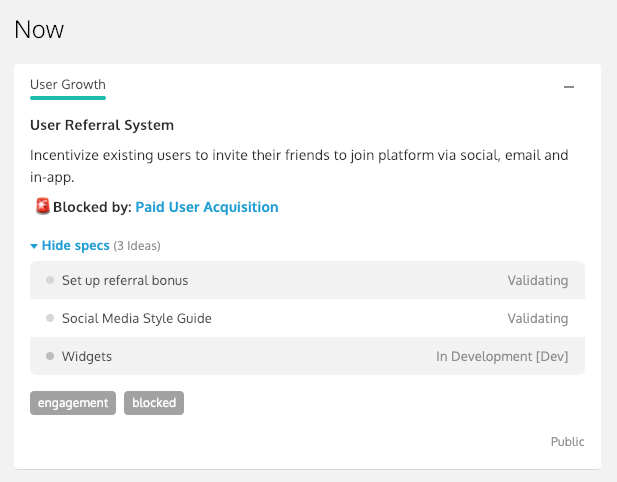 Now
User Growth
User Referral System
Incentivize existing users to invite their friends to join platform via social, email and
in-app.
Blocked by: Paid User Acquisition
Hide specs (3 Ideas)
Set up referral bonus Validating
Social Media Style Guide Validating
Widgets In Development [Dev]
engagement blocked
Public